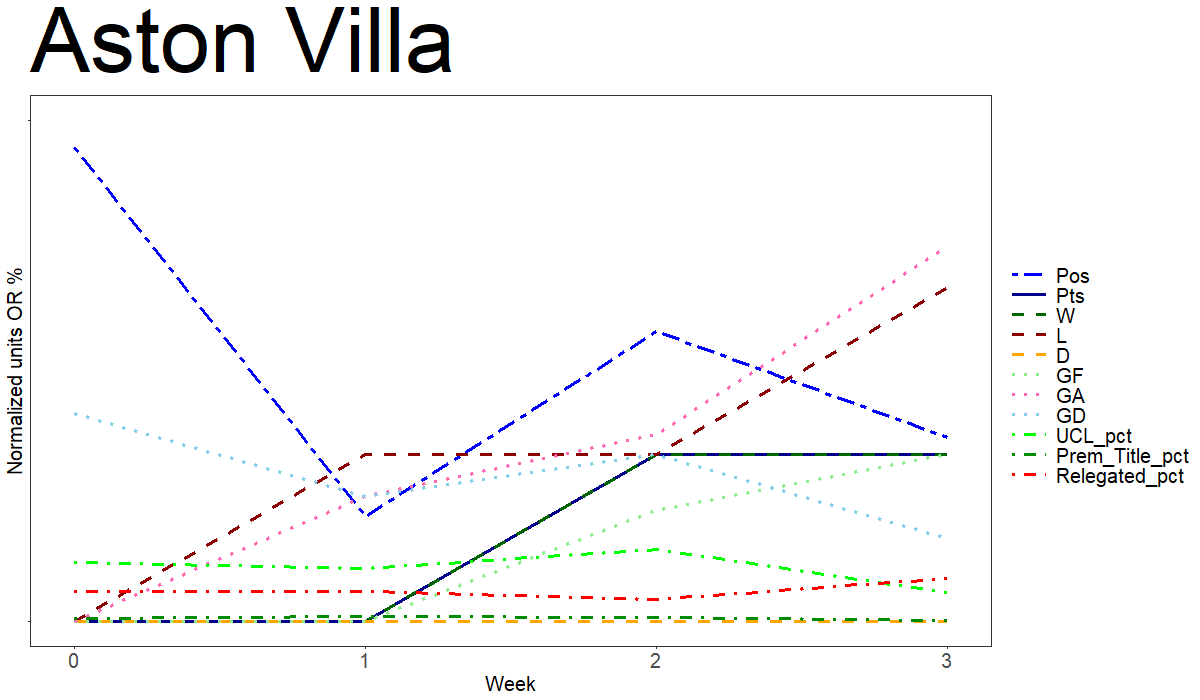 Aston Villa
Normalized units OR %
0 1 2 3
Week
Pos
Pts
W
L
D
GF
GA
GD
UCL_pct
Prem_Title_pct
Relegated_pct